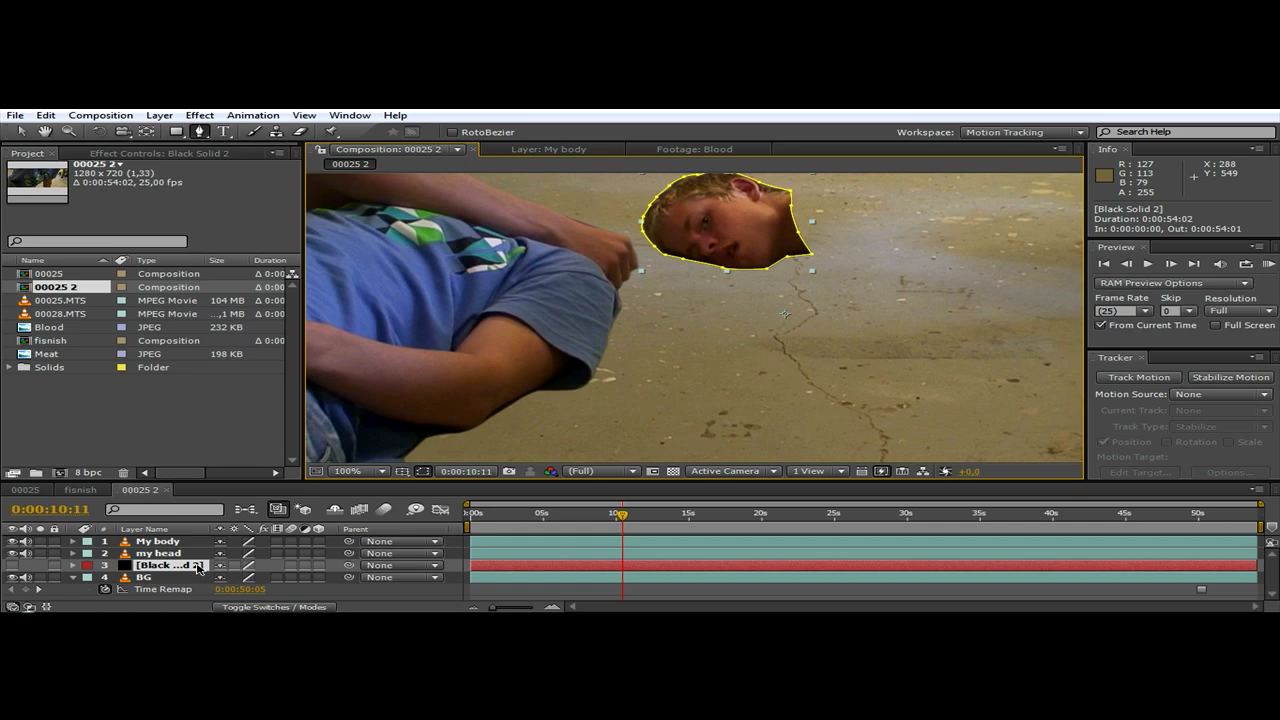 File Edit Composition Layer Effect Animation View Window Help
RotoBezier Workspace: Motion Tracking Search Help
Project Effect Controls: Black Solid 2
00025 2
1280 x 720 (1,33)
Δ 0:00:54:02, 25,00 fps
Name Type Size Duration
00025 Composition Δ 0:00
00025 2 Composition Δ 0:00
00025.MTS MPEG Movie 104 MB Δ 0:00
00028.MTS MPEG Movie ...,1 MB Δ 0:00
Blood JPEG 232 KB
fisnish Composition Δ 0:00
Meat JPEG 198 KB
Solids Folder
8 bpc
Composition: 00025 2 Layer: My body Footage: Blood
00025 2
100% 0:00:10:11 (Full) Active Camera 1 View +0,0
Info
R : 127 X : 288
G : 113 Y : 549
B : 79
A : 255
[Black Solid 2]
Duration: 0:00:54:02
In: 0:00:00:00, Out: 0:00:54:01
Preview
RAM Preview Options
Frame Rate Skip Resolution
(25) 0 Full
From Current Time Full Screen
Tracker
Track Motion Stabilize Motion
Motion Source: None
Current Track: None
Track Type: Stabilize
Position Rotation Scale
Motion Target:
Edit Target... Options...
00025 fisnish 00025 2
0:00:10:11
:00s 05s 10s 15s 20s 25s 30s 35s 40s 45s 50s
# Layer Name fx Parent
1 My body None
2 my head None
3 [Black ...d 2] None
4 BG None
Time Remap 0:00:50:05
Toggle Switches / Modes